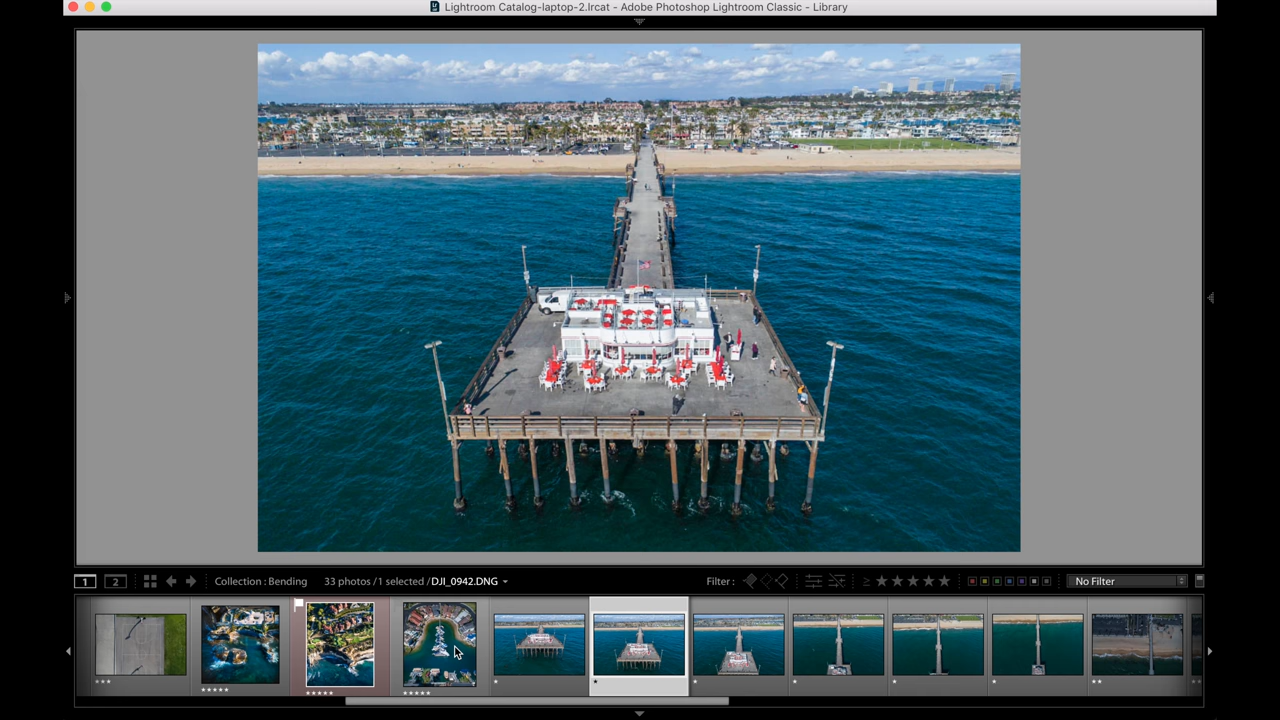 Lightroom Catalog-laptop-2.lrcat - Adobe Photoshop Lightroom Classic - Library
1 2 Collection : Bending 33 photos / 1 selected / DJI_0942.DNG Filter : No Filter